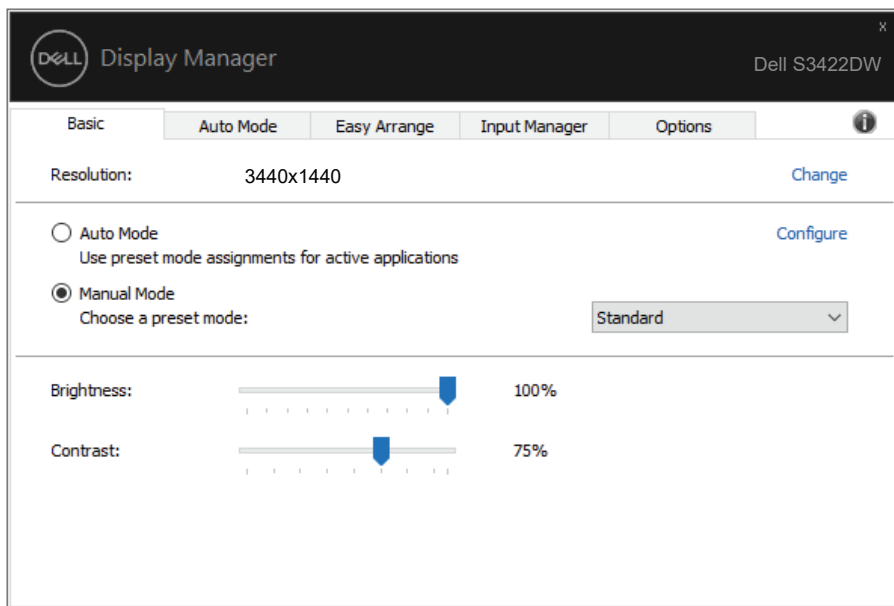 x
DELL Display Manager
Dell S3422DW
Basic Auto Mode Easy Arrange Input Manager Options i
Resolution: 3440x1440 Change
Auto Mode Configure
Use preset mode assignments for active applications
Manual Mode
Choose a preset mode: Standard
Brightness: 100%
Contrast: 75%